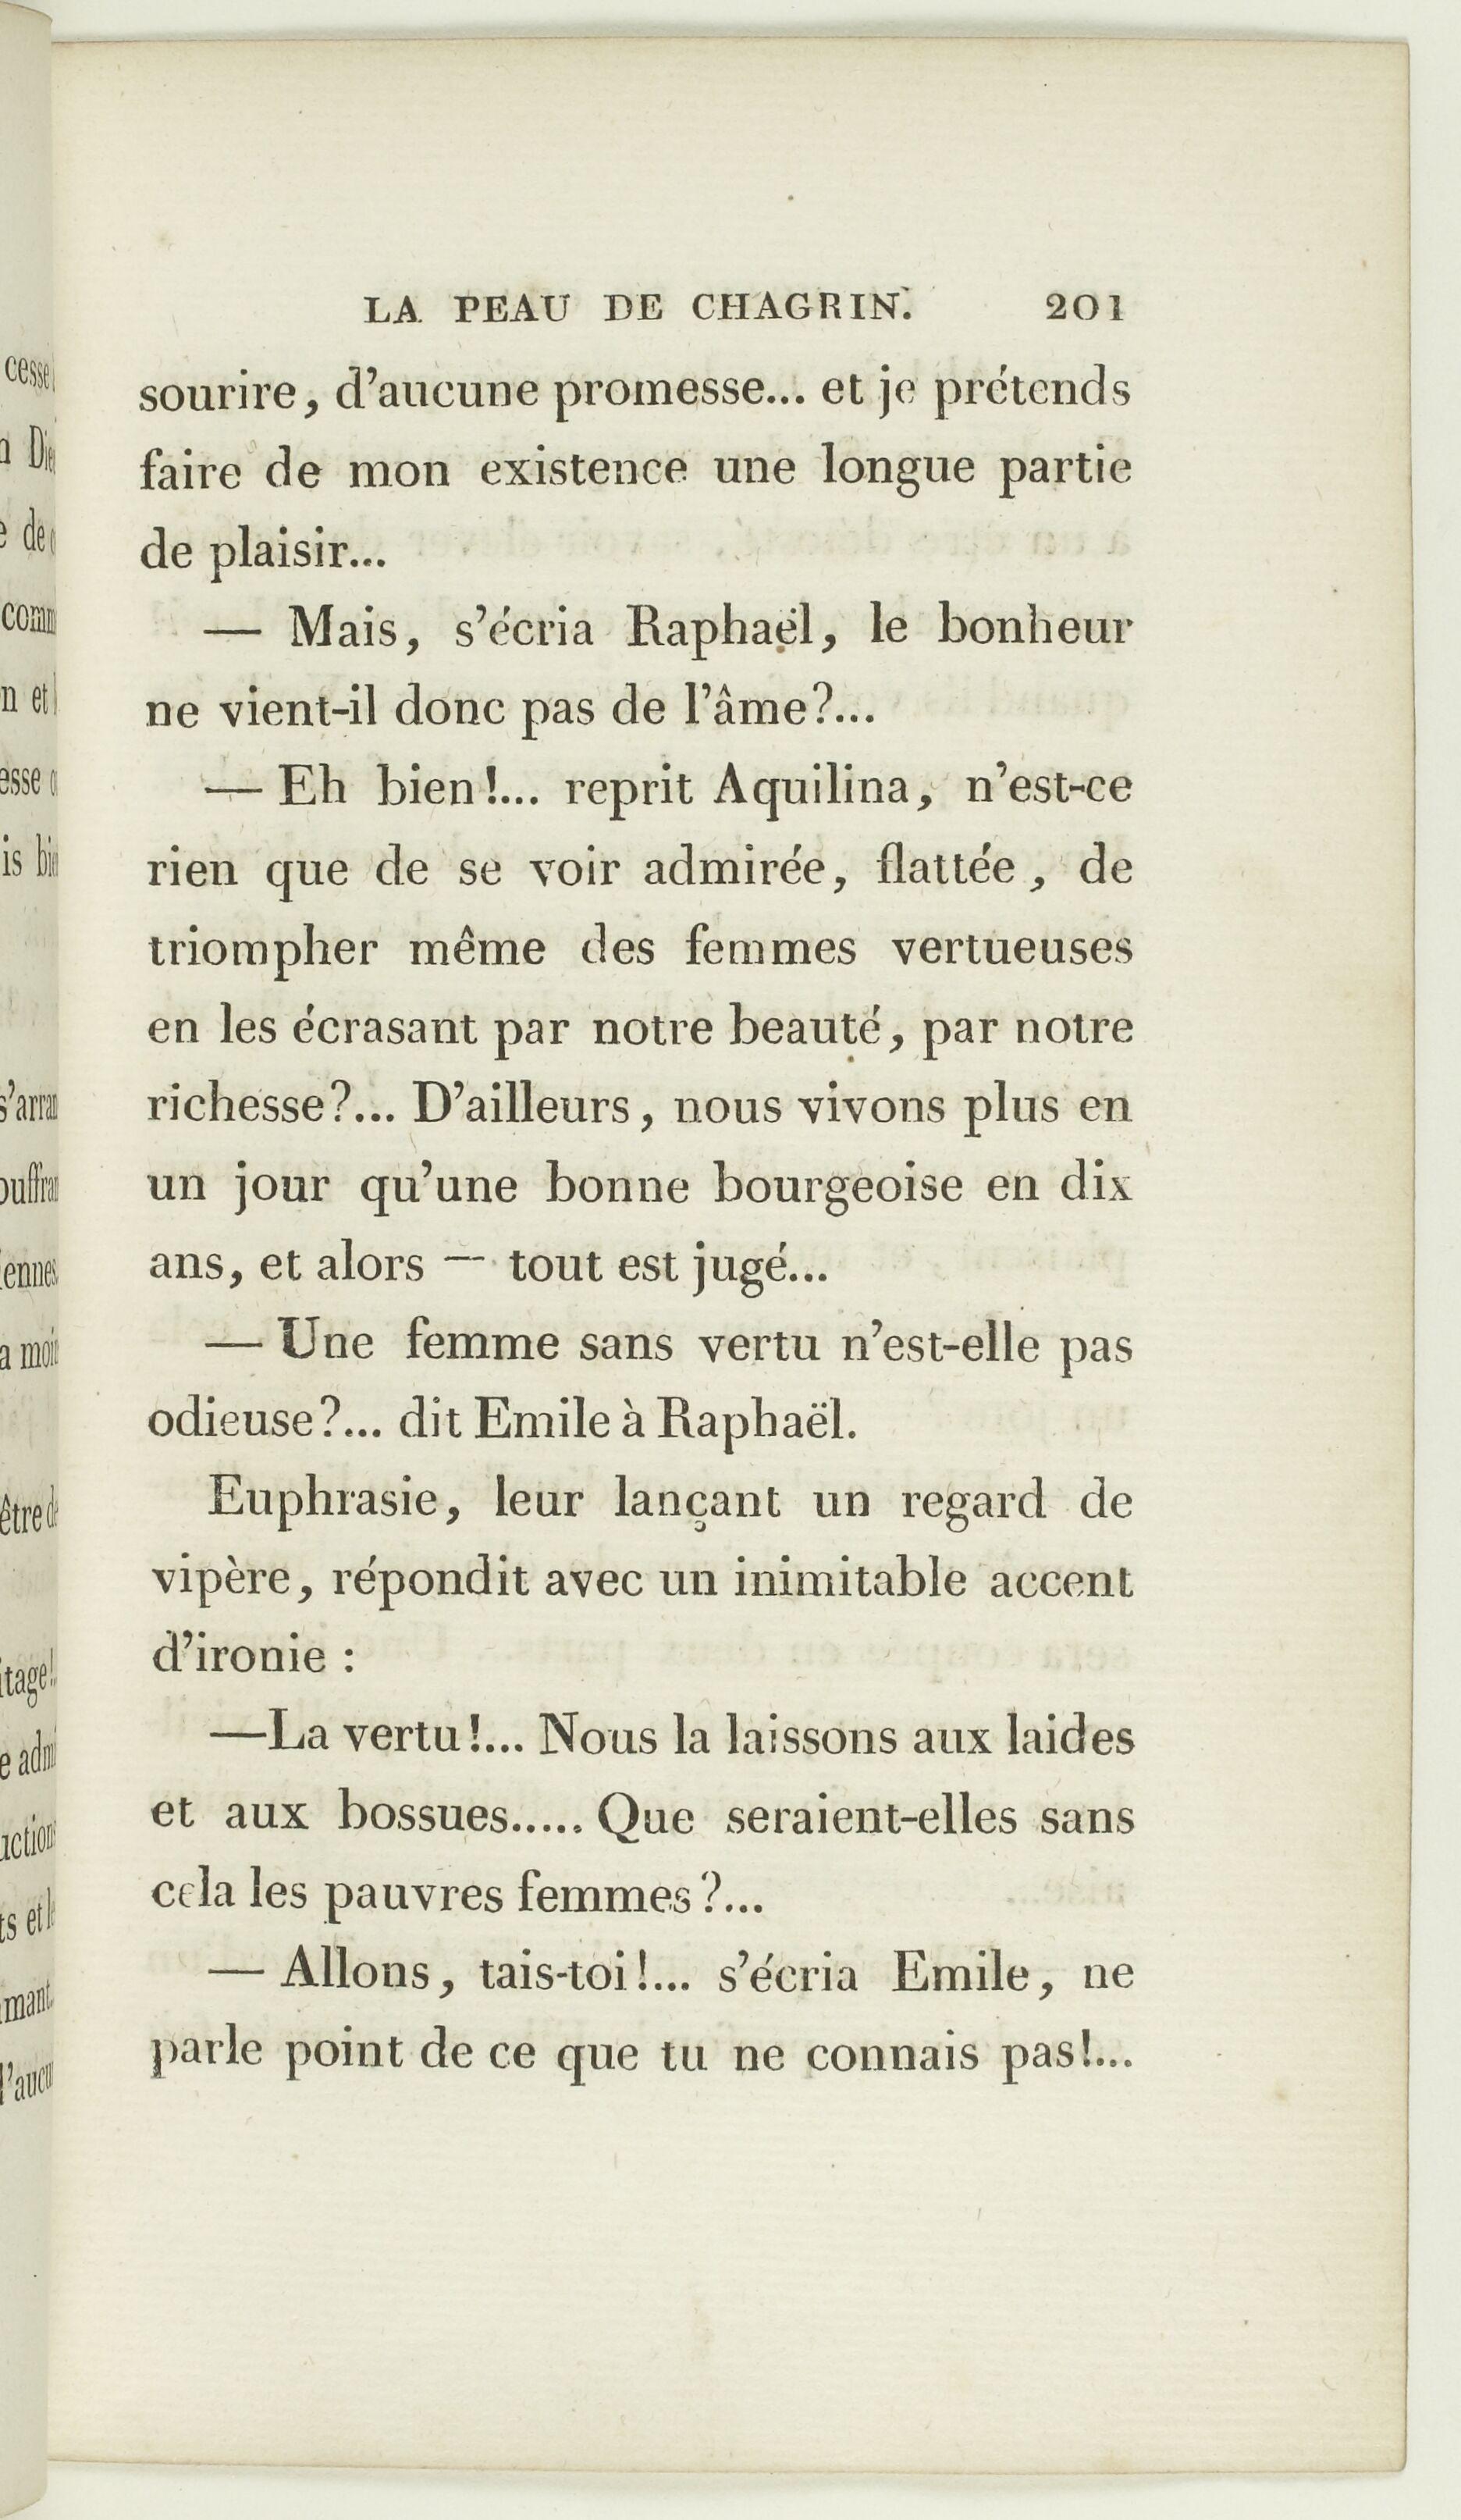 LA PEAU DE CHAGRIN. 201
sourire, d'aucune promesse... et je prétends
faire de mon existence une longue partie
de plaisir...
— Mais, s'écria Raphaël, le bonheur
ne vient-il donc pas de l'âme?...
— Eh bien!... reprit Aquilina, n'est-ce
rien que de se voir admirée, flattée, de
triompher même des femmes vertueuses
en les écrasant par notre beauté, par notre
richesse?... D'ailleurs, nous vivons plus en
un jour qu'une bonne bourgeoise en dix
ans, et alors — tout est jugé...
— Une femme sans vertu n'est-elle pas
odieuse?... dit Emile à Raphaël.
Euphrasie, leur lançant un regard de
vipère, répondit avec un inimitable accent
d'ironie :
—La vertu!... Nous la laissons aux laides
et aux bossues..... Que seraient-elles sans
cela les pauvres femmes?...
— Allons, tais-toi!... s'écria Emile, ne
parle point de ce que tu ne connais pas!...